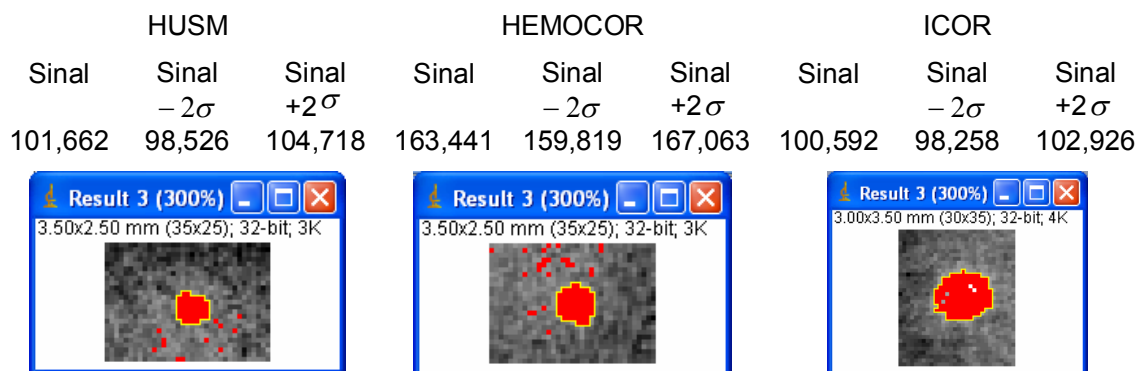 HUSM HEMOCOR ICOR
Sinal Sinal Sinal Sinal Sinal Sinal Sinal Sinal Sinal
− 2σ +2σ − 2σ +2σ − 2σ +2σ
101,662 98,526 104,718 163,441 159,819 167,063 100,592 98,258 102,926
Result 3 (300%) Result 3 (300%) Result 3 (300%)
3.50x2.50 mm (35x25); 32-bit; 3K 3.50x2.50 mm (35x25); 32-bit; 3K 3.00x3.50 mm (30x35); 32-bit; 4K